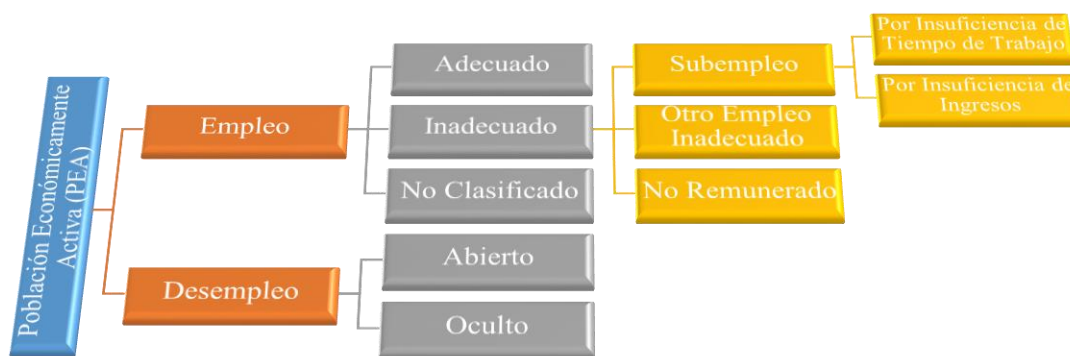 Población Económicamente
Activa (PEA)
Empleo
Adecuado
Inadecuado
No Clasificado
Subempleo
Por Insuficiencia de
Tiempo de Trabajo
Por Insuficiencia de
Ingresos
Otro Empleo
Inadecuado
No Remunerado
Desempleo
Abierto
Oculto